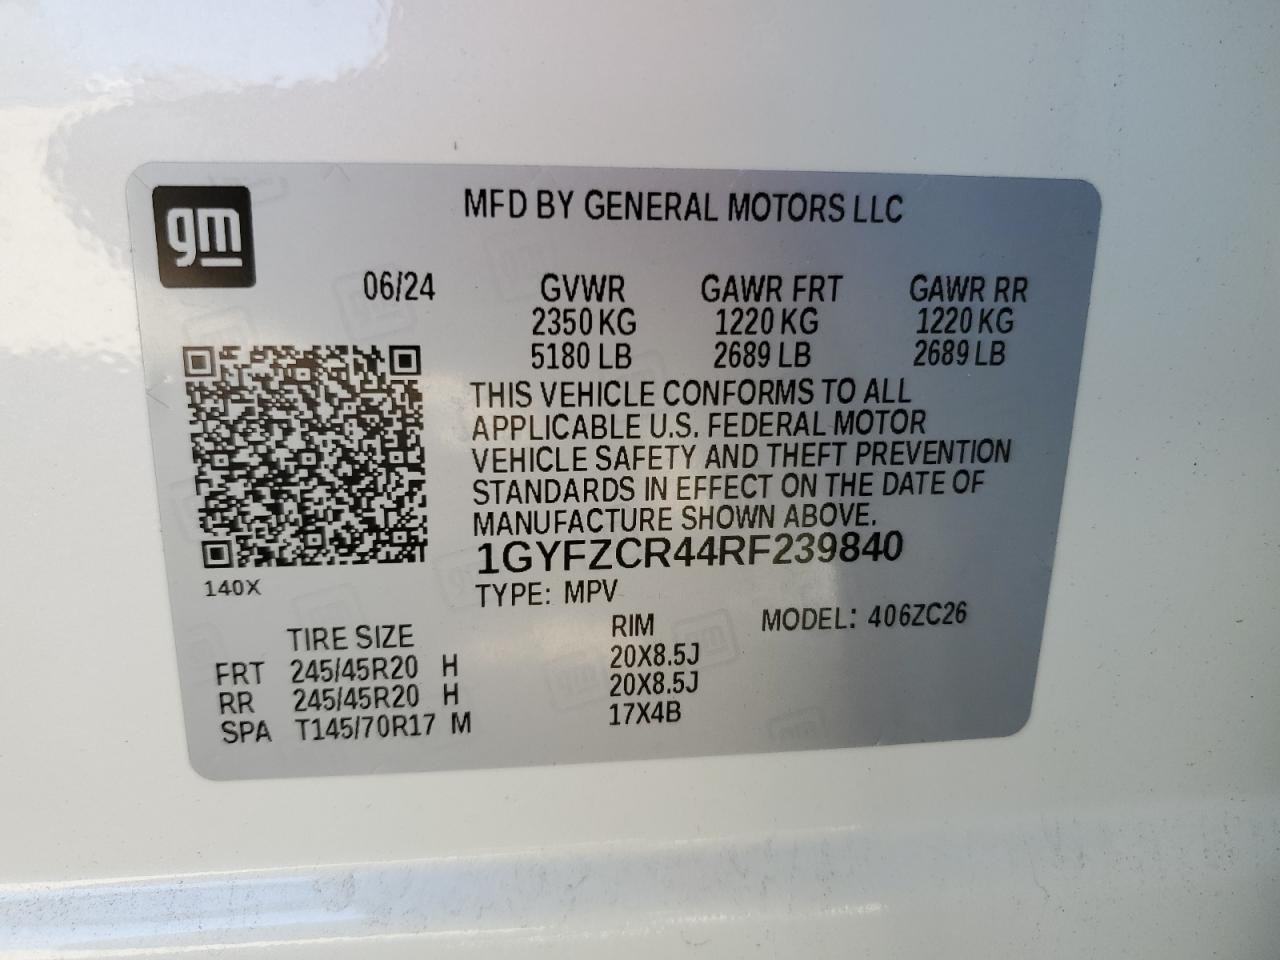 gm
MFD BY GENERAL MOTORS LLC
06/24 GVWR GAWR FRT GAWR RR
2350 KG 1220 KG 1220 KG
5180 LB 2689 LB 2689 LB
THIS VEHICLE CONFORMS TO ALL
APPLICABLE U.S. FEDERAL MOTOR
VEHICLE SAFETY AND THEFT PREVENTION
STANDARDS IN EFFECT ON THE DATE OF
MANUFACTURE SHOWN ABOVE.
1GYFZCR44RF239840
140X
TYPE: MPV
MODEL: 406ZC26
TIRE SIZE RIM
FRT 245/45R20 H 20X8.5J
RR 245/45R20 H 20X8.5J
SPA T145/70R17 M 17X4B